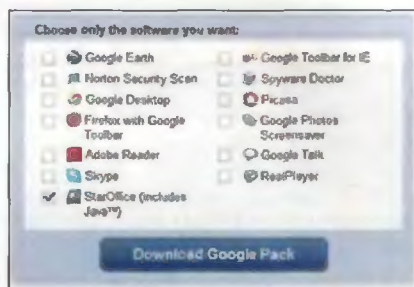 Choose only the software you want:
Google Earth
Norton Security Scan
Google Desktop
Firefox with Google
Toolbar
Adobe Reader
Skype
StarOffice (includes
Java™)
Google Toolbar for IE
Spyware Doctor
Picasa
Google Photos
Screensaver
Google Talk
RealPlayer
Download Google Pack